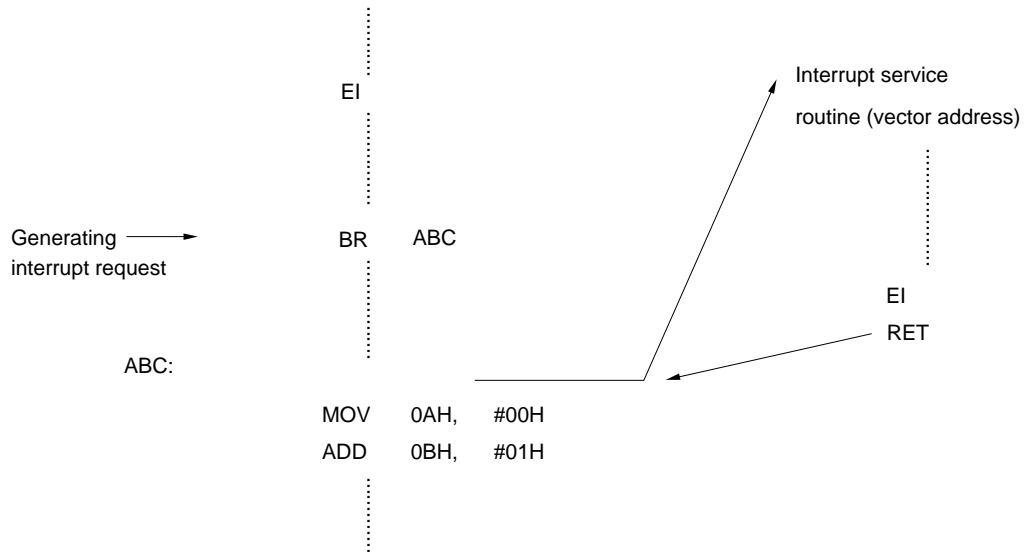 EI
Interrupt service
routine (vector address)
Generating
interrupt request
BR ABC
EI
RET
ABC:
MOV 0AH, #00H
ADD 0BH, #01H